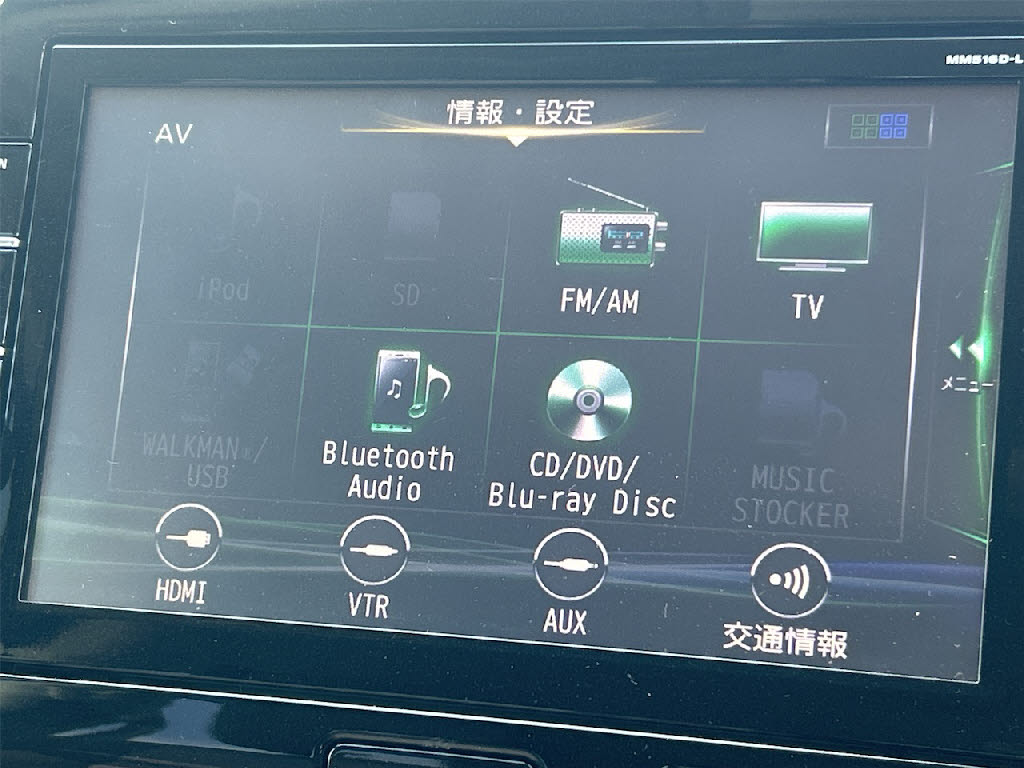 MM516D-L
情報・設定
AV
iPod
SD
FM/AM
TV
メニュー
WALKMAN®/
USB
Bluetooth
Audio
CD/DVD/
Blu-ray Disc
MUSIC
STOCKER
HDMI
VTR
AUX
交通情報